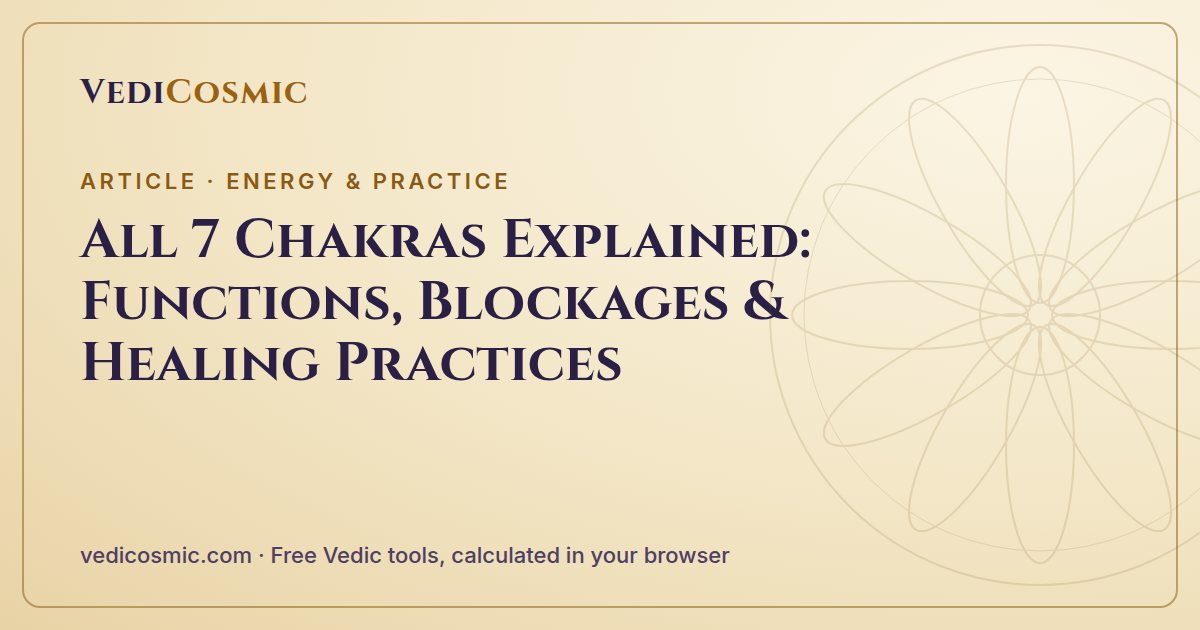 VediCosmic
ARTICLE · ENERGY & PRACTICE
All 7 Chakras Explained:
Functions, Blockages &
Healing Practices
vedicosmic.com · Free Vedic tools, calculated in your browser